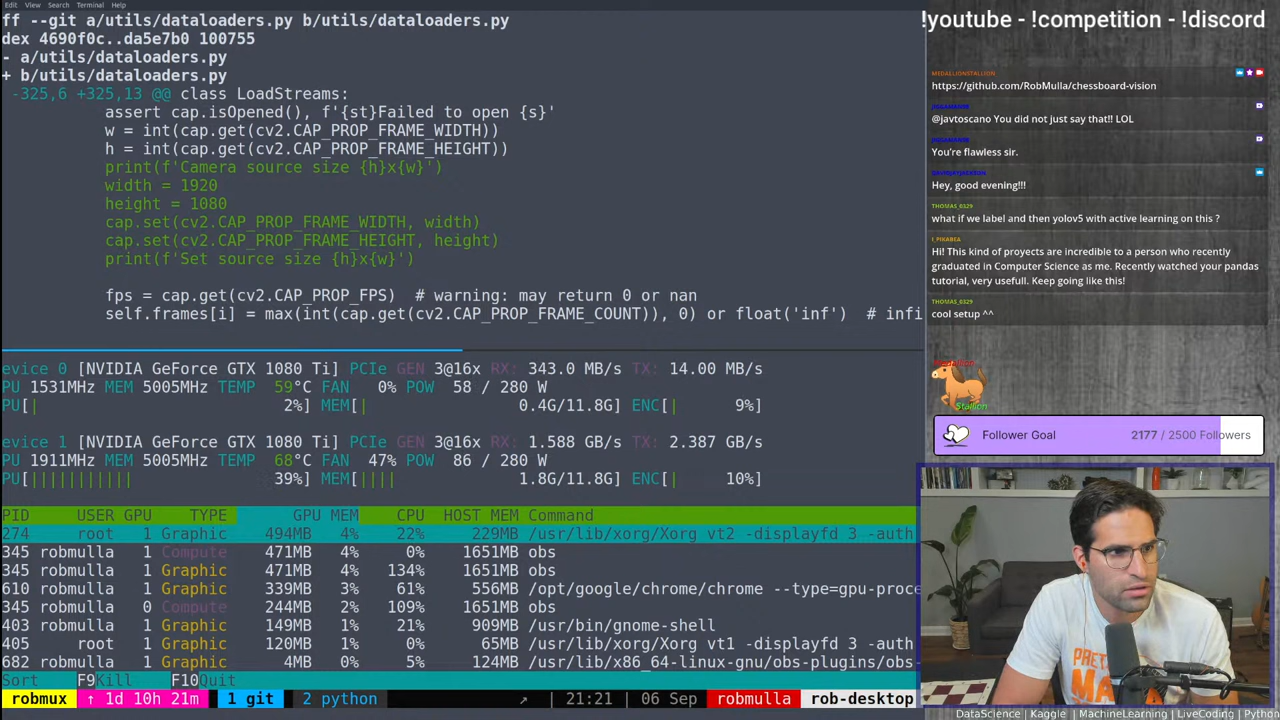 Edit View Search Terminal Help
ff --git a/utils/dataloaders.py b/utils/dataloaders.py
dex 4690f0c..da5e7b0 100755
- a/utils/dataloaders.py
+ b/utils/dataloaders.py
-325,6 +325,13 @@ class LoadStreams:
assert cap.isOpened(), f'{st}Failed to open {s}'
w = int(cap.get(cv2.CAP_PROP_FRAME_WIDTH))
h = int(cap.get(cv2.CAP_PROP_FRAME_HEIGHT))
print(f'Camera source size {h}x{w}')
width = 1920
height = 1080
cap.set(cv2.CAP_PROP_FRAME_WIDTH, width)
cap.set(cv2.CAP_PROP_FRAME_HEIGHT, height)
print(f'Set source size {h}x{w}')
fps = cap.get(cv2.CAP_PROP_FPS) # warning: may return 0 or nan
self.frames[i] = max(int(cap.get(cv2.CAP_PROP_FRAME_COUNT)), 0) or float('inf') # infi
evice 0 [NVIDIA GeForce GTX 1080 Ti] PCIe GEN 3@16x RX: 343.0 MB/s TX: 14.00 MB/s
PU 1531MHz MEM 5005MHz TEMP 59°C FAN 0% POW 58 / 280 W
PU[| 2%] MEM[| 0.4G/11.8G] ENC[| 9%]
evice 1 [NVIDIA GeForce GTX 1080 Ti] PCIe GEN 3@16x RX: 1.588 GB/s TX: 2.387 GB/s
PU 1911MHz MEM 5005MHz TEMP 68°C FAN 47% POW 86 / 280 W
PU[||||||||||| 39%] MEM[|||| 1.8G/11.8G] ENC[| 10%]
PID USER GPU TYPE GPU MEM CPU HOST MEM Command
274 root 1 Graphic 494MB 4% 22% 229MB /usr/lib/xorg/Xorg vt2 -displayfd 3 -auth
345 robmulla 1 Compute 471MB 4% 0% 1651MB obs
345 robmulla 1 Graphic 471MB 4% 134% 1651MB obs
610 robmulla 1 Graphic 339MB 3% 61% 556MB /opt/google/chrome/chrome --type=gpu-proce
345 robmulla 0 Compute 244MB 2% 109% 1651MB obs
403 robmulla 1 Graphic 149MB 1% 21% 909MB /usr/bin/gnome-shell
405 root 1 Graphic 120MB 1% 0% 65MB /usr/lib/xorg/Xorg vt1 -displayfd 3 -auth
682 robmulla 1 Graphic 4MB 0% 5% 124MB /usr/lib/x86_64-linux-gnu/obs-plugins/obs-
Sort F9Kill F10Quit
robmux ↑ 1d 10h 21m 1 git 2 python ↗ | 21:21 | 06 Sep robmulla rob-desktop
!youtube - !competition - !discord
MEDALLIONSTALLION
https://github.com/RobMulla/chessboard-vision
@javtoscano You did not just say that!! LOL
You're flawless sir.
Hey, good evening!!!
THOMAS_0329
what if we label and then yolov5 with active learning on this ?
I_PIKABEA
Hi! This kind of proyects are incredible to a person who recently
graduated in Computer Science as me. Recently watched your pandas
tutorial, very usefull. Keep going like this!
THOMAS_0329
cool setup ^^
Medallion
Stallion
Follower Goal 2177 / 2500 Followers
DataScience | Kaggle | MachineLearning | LiveCoding | Python